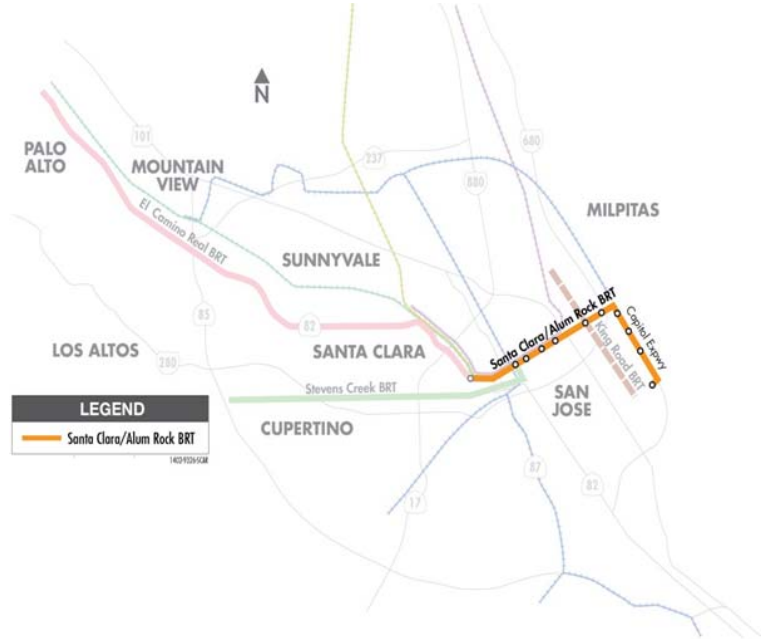 N
PALO
ALTO
101
MOUNTAIN
VIEW
237
880
680
MILPITAS
El Camino Real BRT
SUNNYVALE
82
85
LOS ALTOS
280
SANTA CLARA
Santa Clara/Alum Rock BRT
Capitol Expwy
King Road BRT
Stevens Creek BRT
SAN
JOSE
CUPERTINO
LEGEND
Santa Clara/Alum Rock BRT
87
82
17